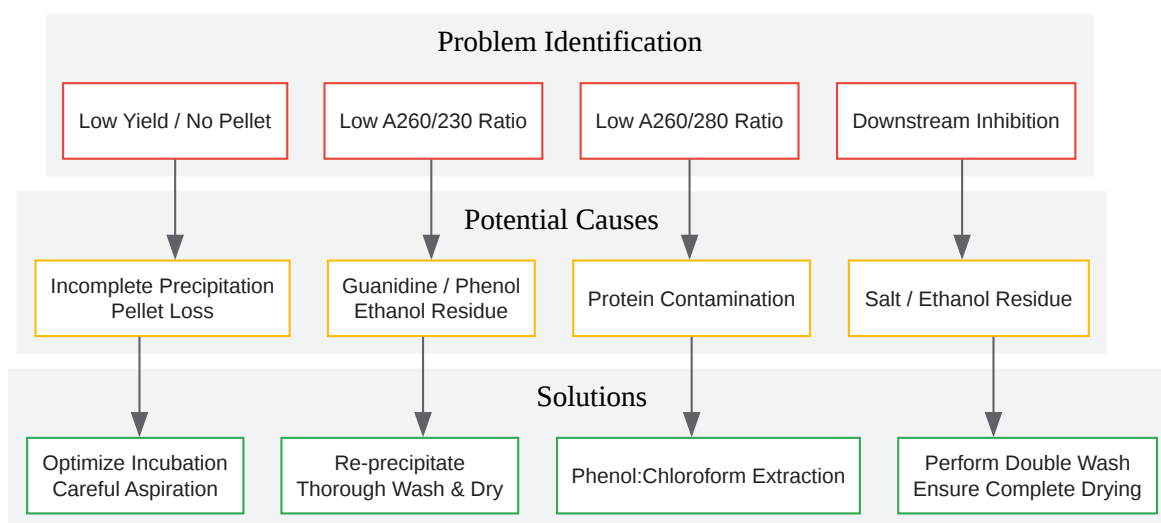 Problem Identification
Low Yield / No Pellet
Low A260/230 Ratio
Low A260/280 Ratio
Downstream Inhibition
Potential Causes
Incomplete Precipitation
Pellet Loss
Guanidine / Phenol
Ethanol Residue
Protein Contamination
Salt / Ethanol Residue
Solutions
Optimize Incubation
Careful Aspiration
Re-precipitate
Thorough Wash & Dry
Phenol:Chloroform Extraction
Perform Double Wash
Ensure Complete Drying